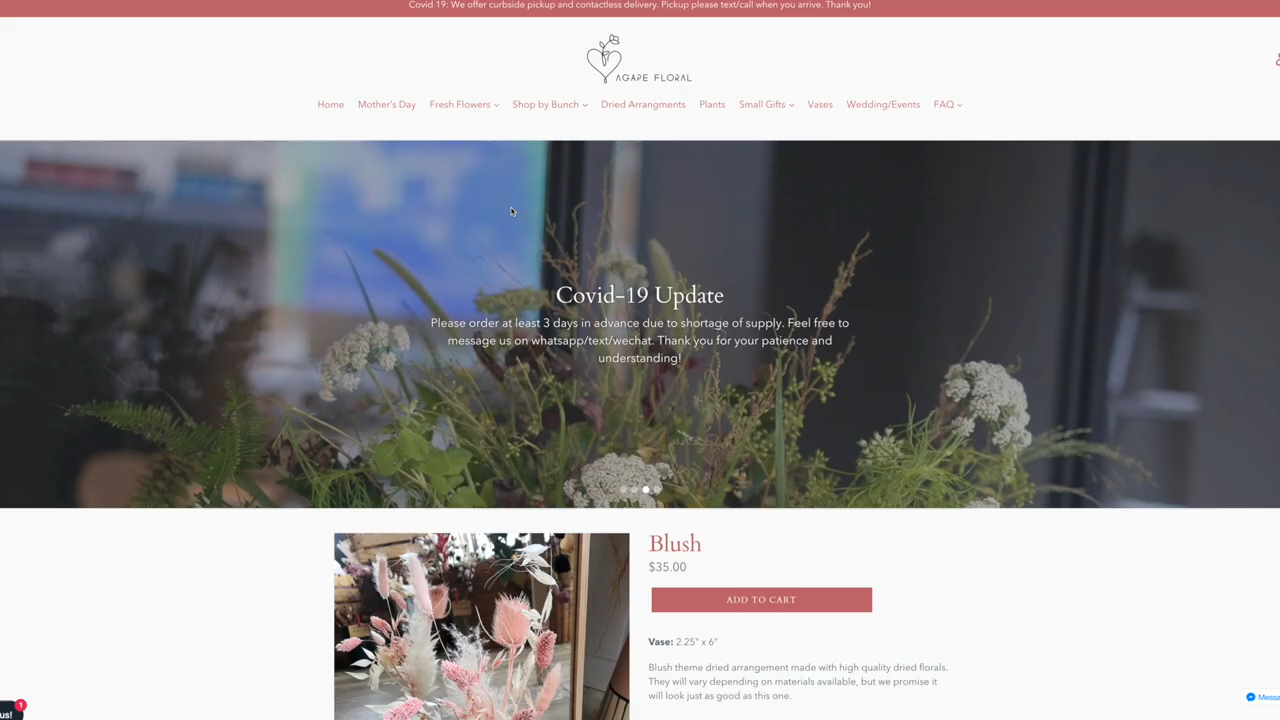 Covid 19: We offer curbside pickup and contactless delivery. Pickup please text/call when you arrive. Thank you!
AGAPE FLORAL
Home Mother's Day Fresh Flowers Shop by Bunch Dried Arrangments Plants Small Gifts Vases Wedding/Events FAQ
Covid-19 Update
Please order at least 3 days in advance due to shortage of supply. Feel free to
message us on whatsapp/text/wechat. Thank you for your patience and
understanding!
Blush
$35.00
ADD TO CART
Vase: 2.25" x 6"
Blush theme dried arrangement made with high quality dried florals.
They will vary depending on materials available, but we promise it
will look just as good as this one.
1
us!
Messa